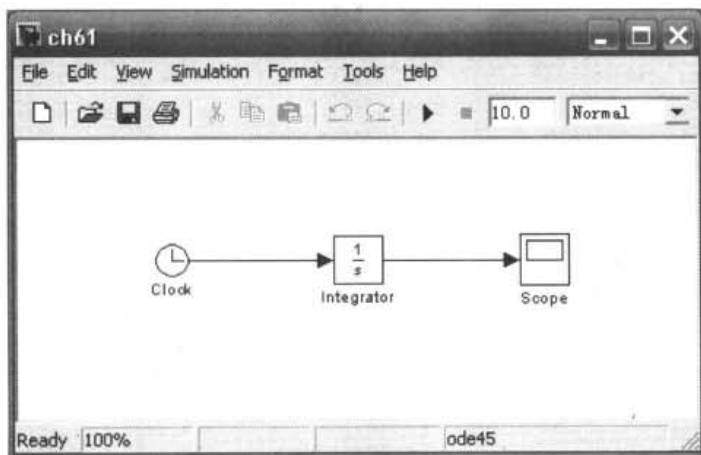 ch61
File Edit View Simulation Format Tools Help
10.0 Normal
1
s
Clock Integrator Scope
Ready 100% ode45